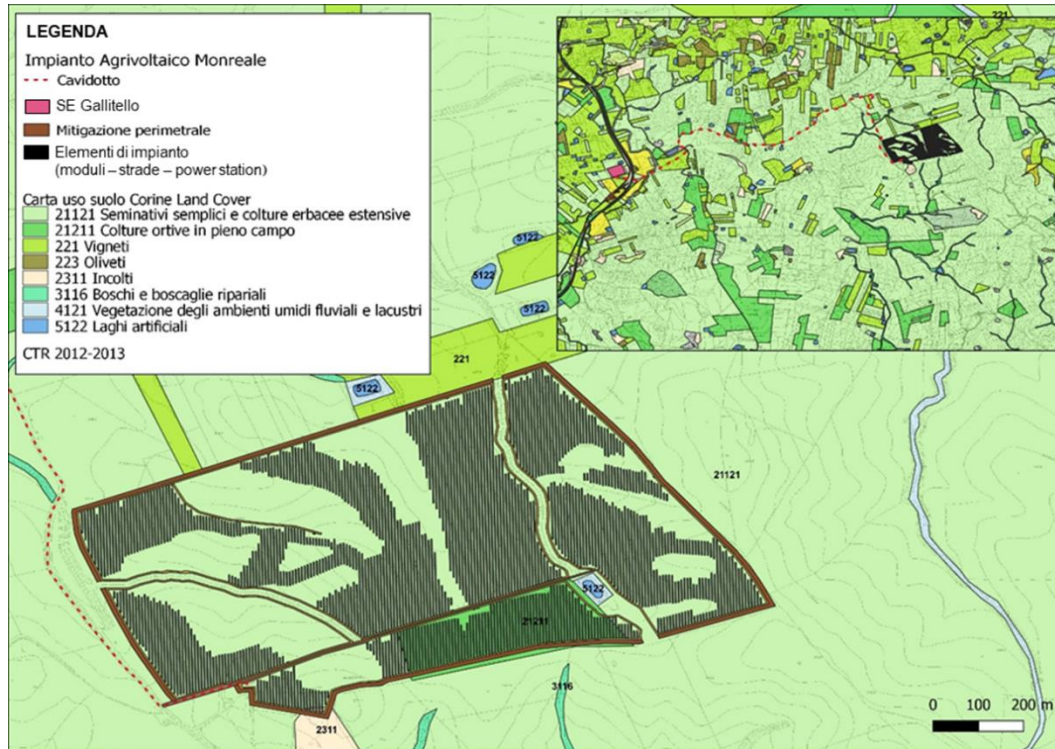 LEGENDA
Impianto Agrivoltaico Monreale
Cavidotto
SE Gallitello
Mitigazione perimetrale
Elementi di impianto
(moduli – strade – power station)
Carta uso suolo Corine Land Cover
21121 Seminativi semplici e colture erbacee estensive
21211 Colture ortive in pieno campo
221 Vigneti
223 Oliveti
2311 Incolti
3116 Boschi e boscaglie ripariali
4121 Vegetazione degli ambienti umidi fluviali e lacustri
5122 Laghi artificiali
CTR 2012-2013
221
5122
5122
5122
221
5122
21121
5122
21211
3116
2311
0 100 200 m